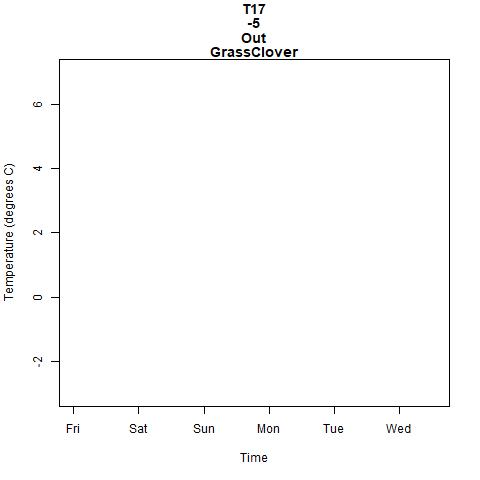 T17
-5
Out
GrassClover
Temperature (degrees C)
6
4
2
0
-2
Fri Sat Sun Mon Tue Wed
Time